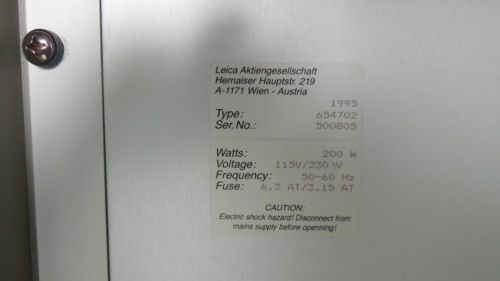 Leica Aktiengesellschaft
Hernalser Hauptstr. 219
A-1171 Wien - Austria
1995
Type: 654702
Ser.No.: 500805
Watts: 200 W
Voltage: 115V/230 V
Frequency: 50-60 Hz
Fuse: 6.3 AT/3.15 AT
CAUTION:
Electric shock hazard! Disconnect from
mains supply before openning!